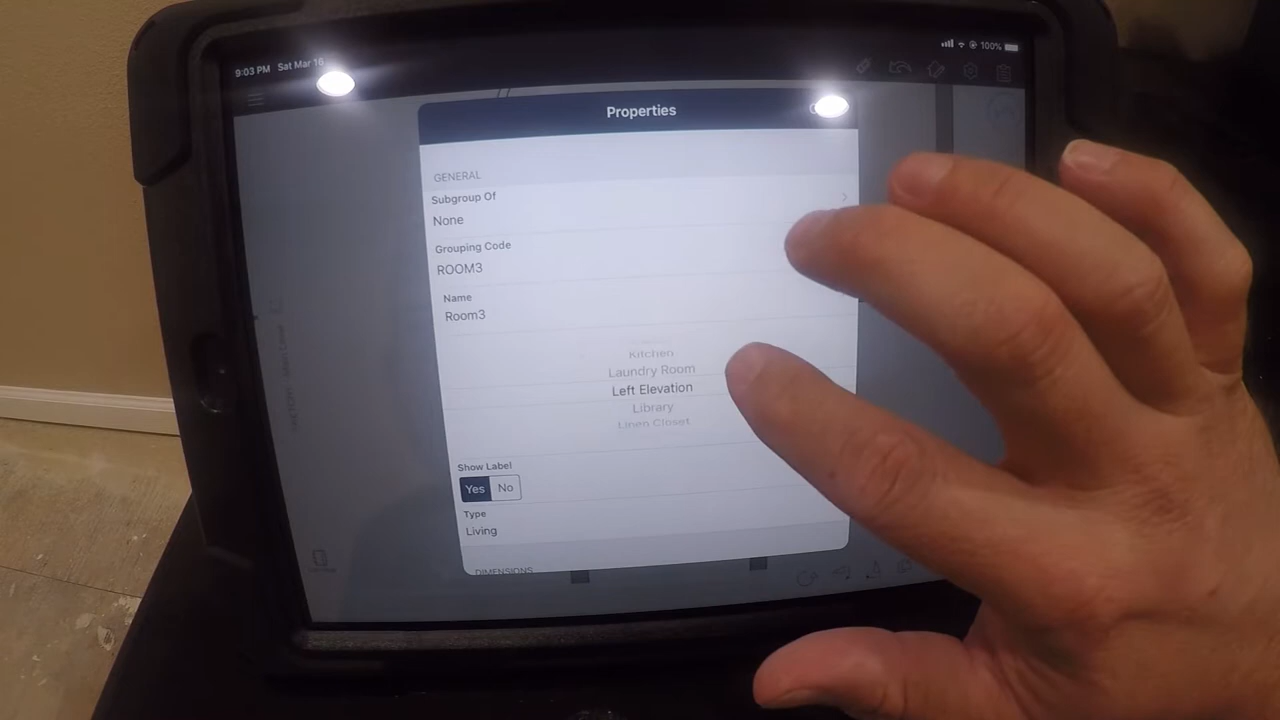 9:03 PM Sat Mar 16
100%
Properties
GENERAL
Subgroup Of
None
Grouping Code
ROOM3
Name
Room3
Kitchen
Laundry Room
Left Elevation
Library
Linen Closet
Show Label
Yes No
Type
Living
DIMENSIONS